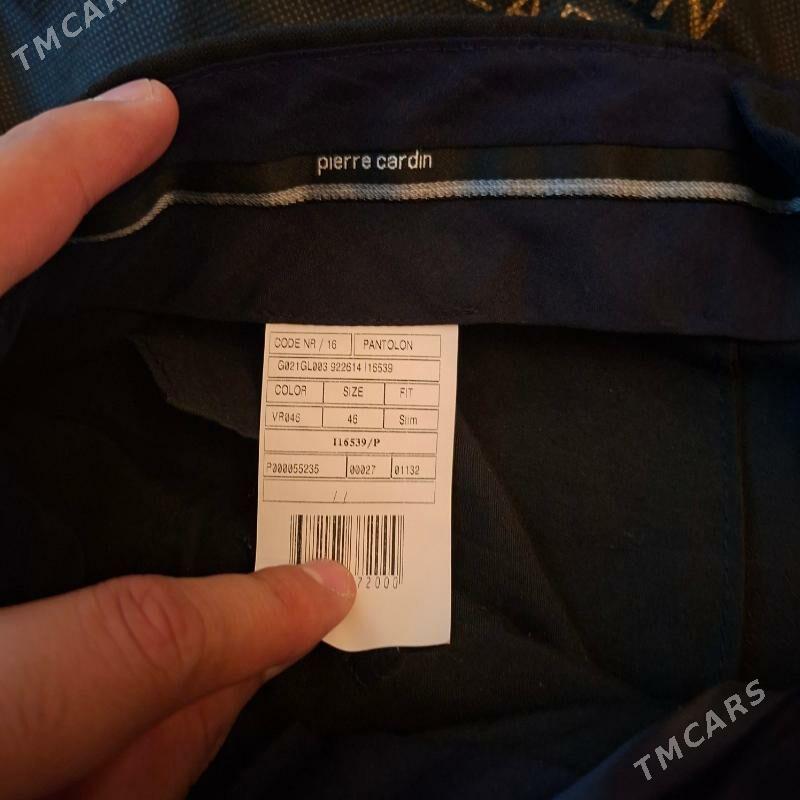 TMCARS
pierre cardin
CODE NR / 16 PANTOLON
G021GL003 922614 I16539
COLOR SIZE FIT
VR046 46 Slim
I16539/P
P000055235 00027 01132
/ /
72000
TMCARS